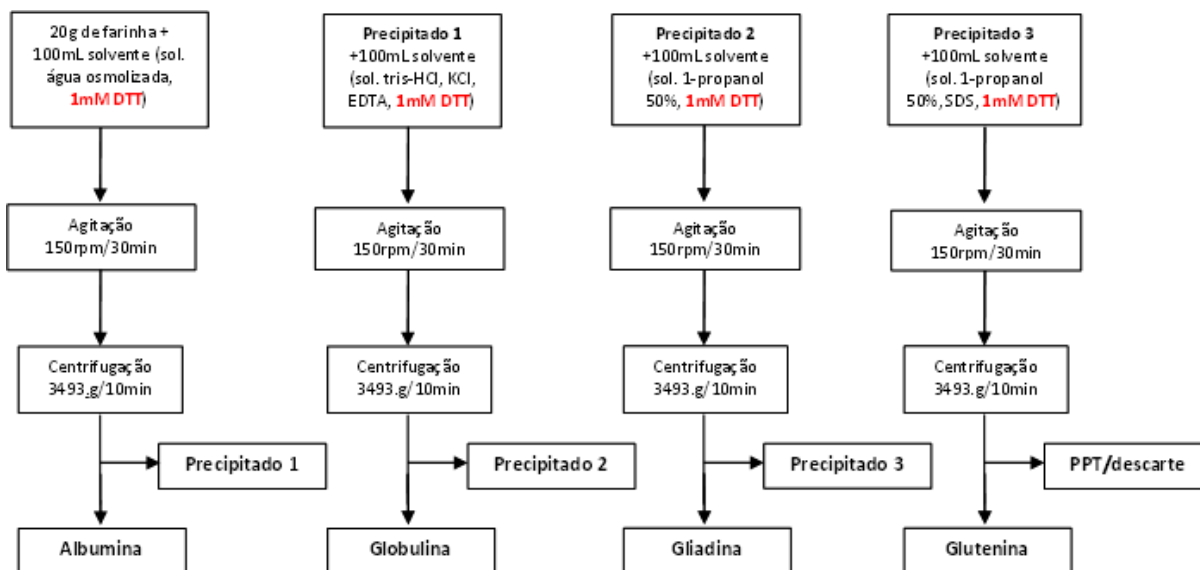 20g de farinha +
100mL solvente (sol.
água osmolizada,
1mM DTT)
Agitação
150rpm/30min
Centrifugação
3493.g/10min
Precipitado 1
Albumina
Precipitado 1
+100mL solvente
(sol. tris-HCl, KCl,
EDTA, 1mM DTT)
Agitação
150rpm/30min
Centrifugação
3493.g/10min
Precipitado 2
Globulina
Precipitado 2
+100mL solvente
(sol. 1-propanol
50%, 1mM DTT)
Agitação
150rpm/30min
Centrifugação
3493.g/10min
Precipitado 3
Gliadina
Precipitado 3
+100mL solvente
(sol. 1-propanol
50%, SDS, 1mM DTT)
Agitação
150rpm/30min
Centrifugação
3493.g/10min
PPT/descarte
Glutenina